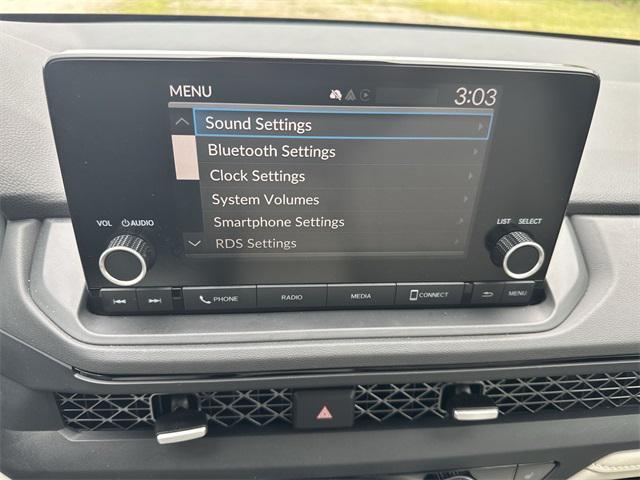 MENU 3:03
Sound Settings
Bluetooth Settings
Clock Settings
System Volumes
Smartphone Settings
RDS Settings
VOL AUDIO LIST SELECT
PHONE RADIO MEDIA CONNECT MENU